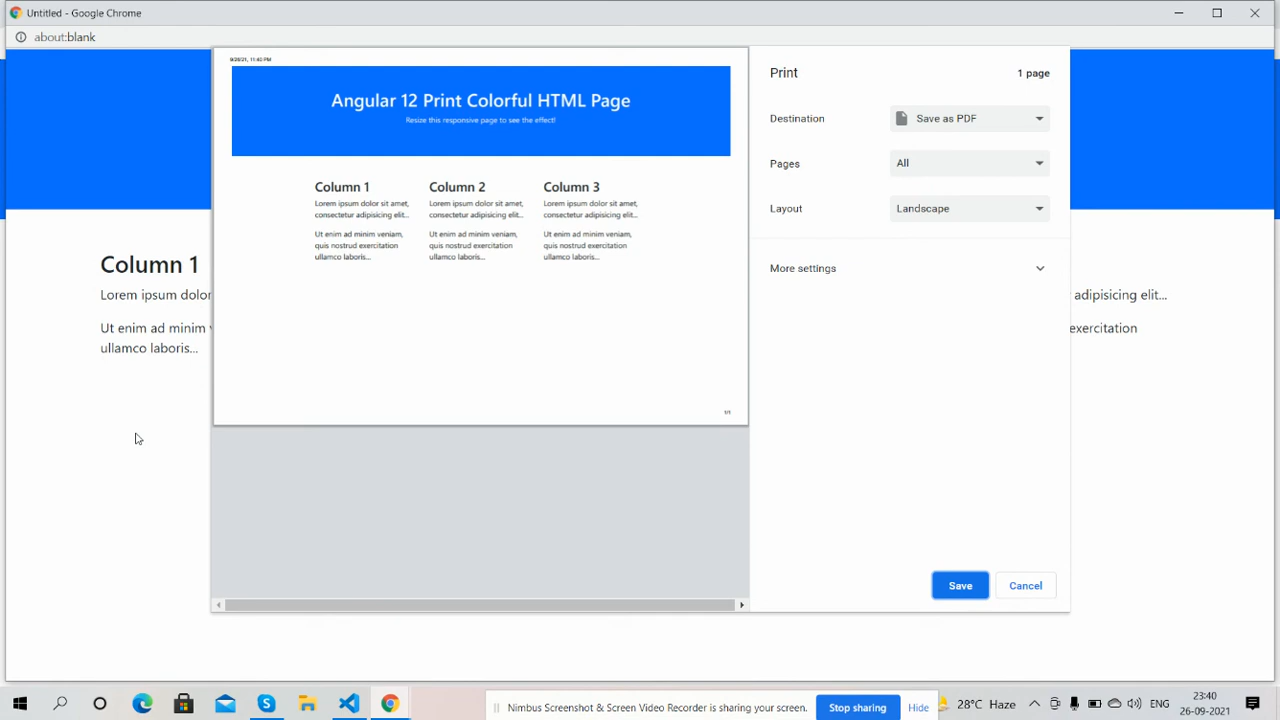 Untitled - Google Chrome
about:blank
9/26/21, 11:40 PM
Angular 12 Print Colorful HTML Page
Resize this responsive page to see the effect!
Column 1
Lorem ipsum dolor sit amet,
consectetur adipisicing elit...
Ut enim ad minim veniam,
quis nostrud exercitation
ullamco laboris...
Column 2
Lorem ipsum dolor sit amet,
consectetur adipisicing elit...
Ut enim ad minim veniam,
quis nostrud exercitation
ullamco laboris...
Column 3
Lorem ipsum dolor sit amet,
consectetur adipisicing elit...
Ut enim ad minim veniam,
quis nostrud exercitation
ullamco laboris...
1/1
Print
1 page
Destination
Save as PDF
Pages
All
Layout
Landscape
More settings
Save
Cancel
Column 1
Lorem ipsum dolor
Ut enim ad minim
ullamco laboris...
adipisicing elit...
exercitation
Nimbus Screenshot & Screen Video Recorder is sharing your screen.
Stop sharing
Hide
28°C Haze
ENG
23:40
26-09-2021